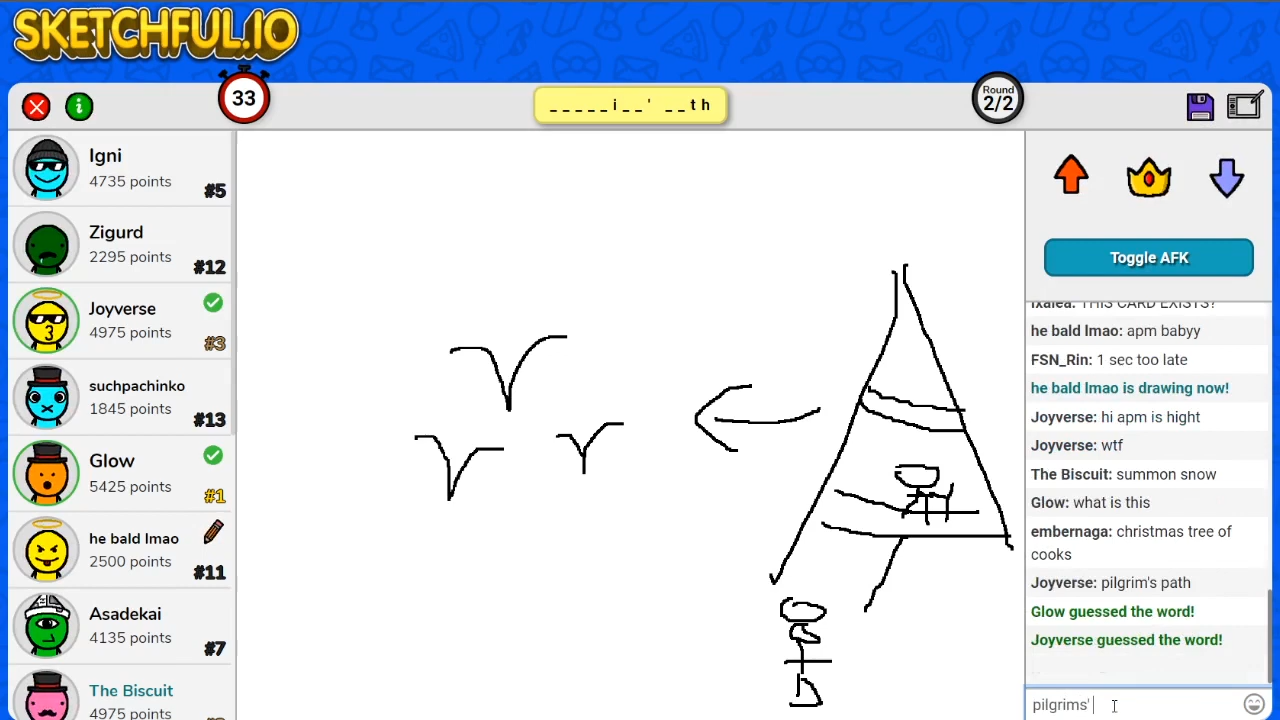 SKETCHFUL.IO
33
_ _ _ _ _ i _ _ ' _ _ t h
Round
2/2
Igni
4735 points
#5
Zigurd
2295 points
#12
Joyverse
4975 points
#3
suchpachinko
1845 points
#13
Glow
5425 points
#1
he bald lmao
2500 points
#11
Asadekai
4135 points
#7
The Biscuit
4975 points
Toggle AFK
ixalea: THIS CARD EXISTS?
he bald lmao: apm babyy
FSN_Rin: 1 sec too late
he bald lmao is drawing now!
Joyverse: hi apm is hight
Joyverse: wtf
The Biscuit: summon snow
Glow: what is this
embernaga: christmas tree of
cooks
Joyverse: pilgrim's path
Glow guessed the word!
Joyverse guessed the word!
pilgrims'